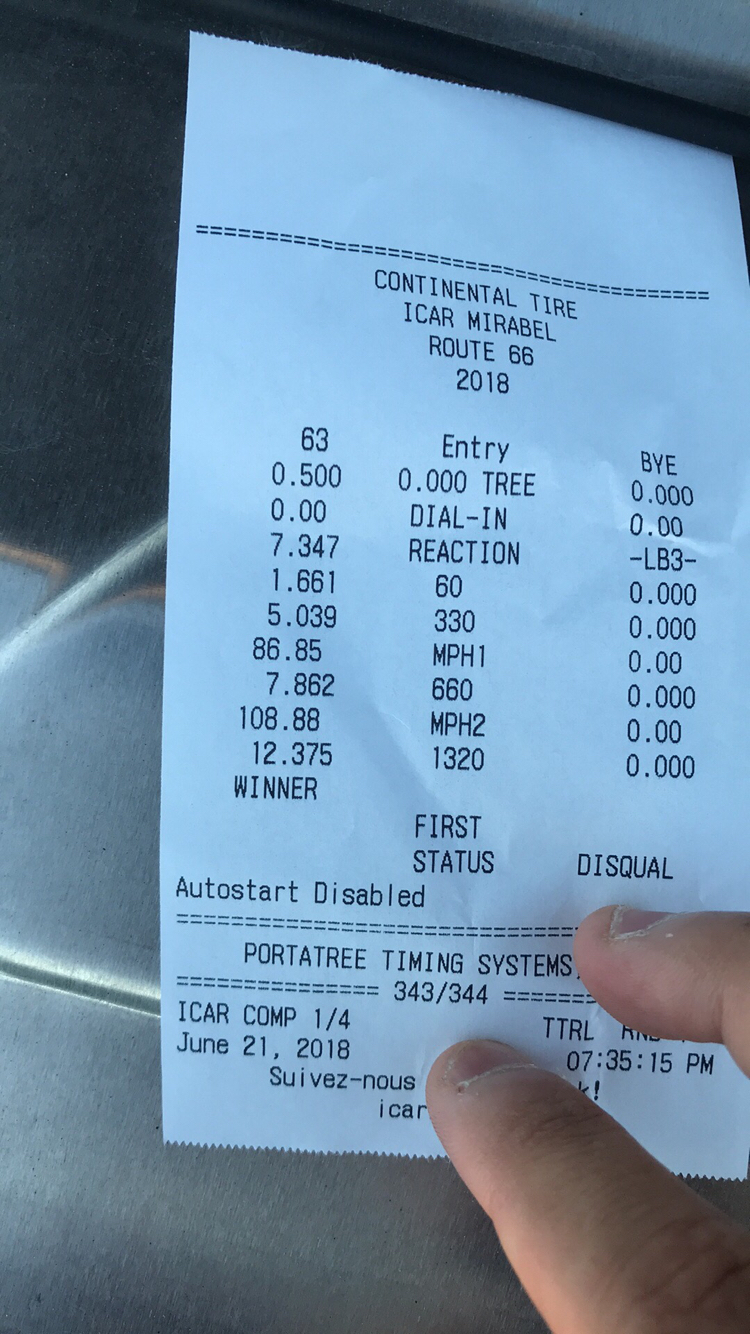 ==================================================
CONTINENTAL TIRE
ICAR MIRABEL
ROUTE 66
2018
63 Entry BYE
0.500 0.000 TREE 0.000
0.00 DIAL-IN 0.00
7.347 REACTION -LB3-
1.661 60 0.000
5.039 330 0.000
86.85 MPH1 0.00
7.862 660 0.000
108.88 MPH2 0.00
12.375 1320 0.000
WINNER
FIRST
STATUS DISQUAL
Autostart Disabled
========================================
PORTATREE TIMING SYSTEMS
=============== 343/344 ========
ICAR COMP 1/4 TTRL
June 21, 2018 07:35:15 PM
Suivez-nous k!
icar